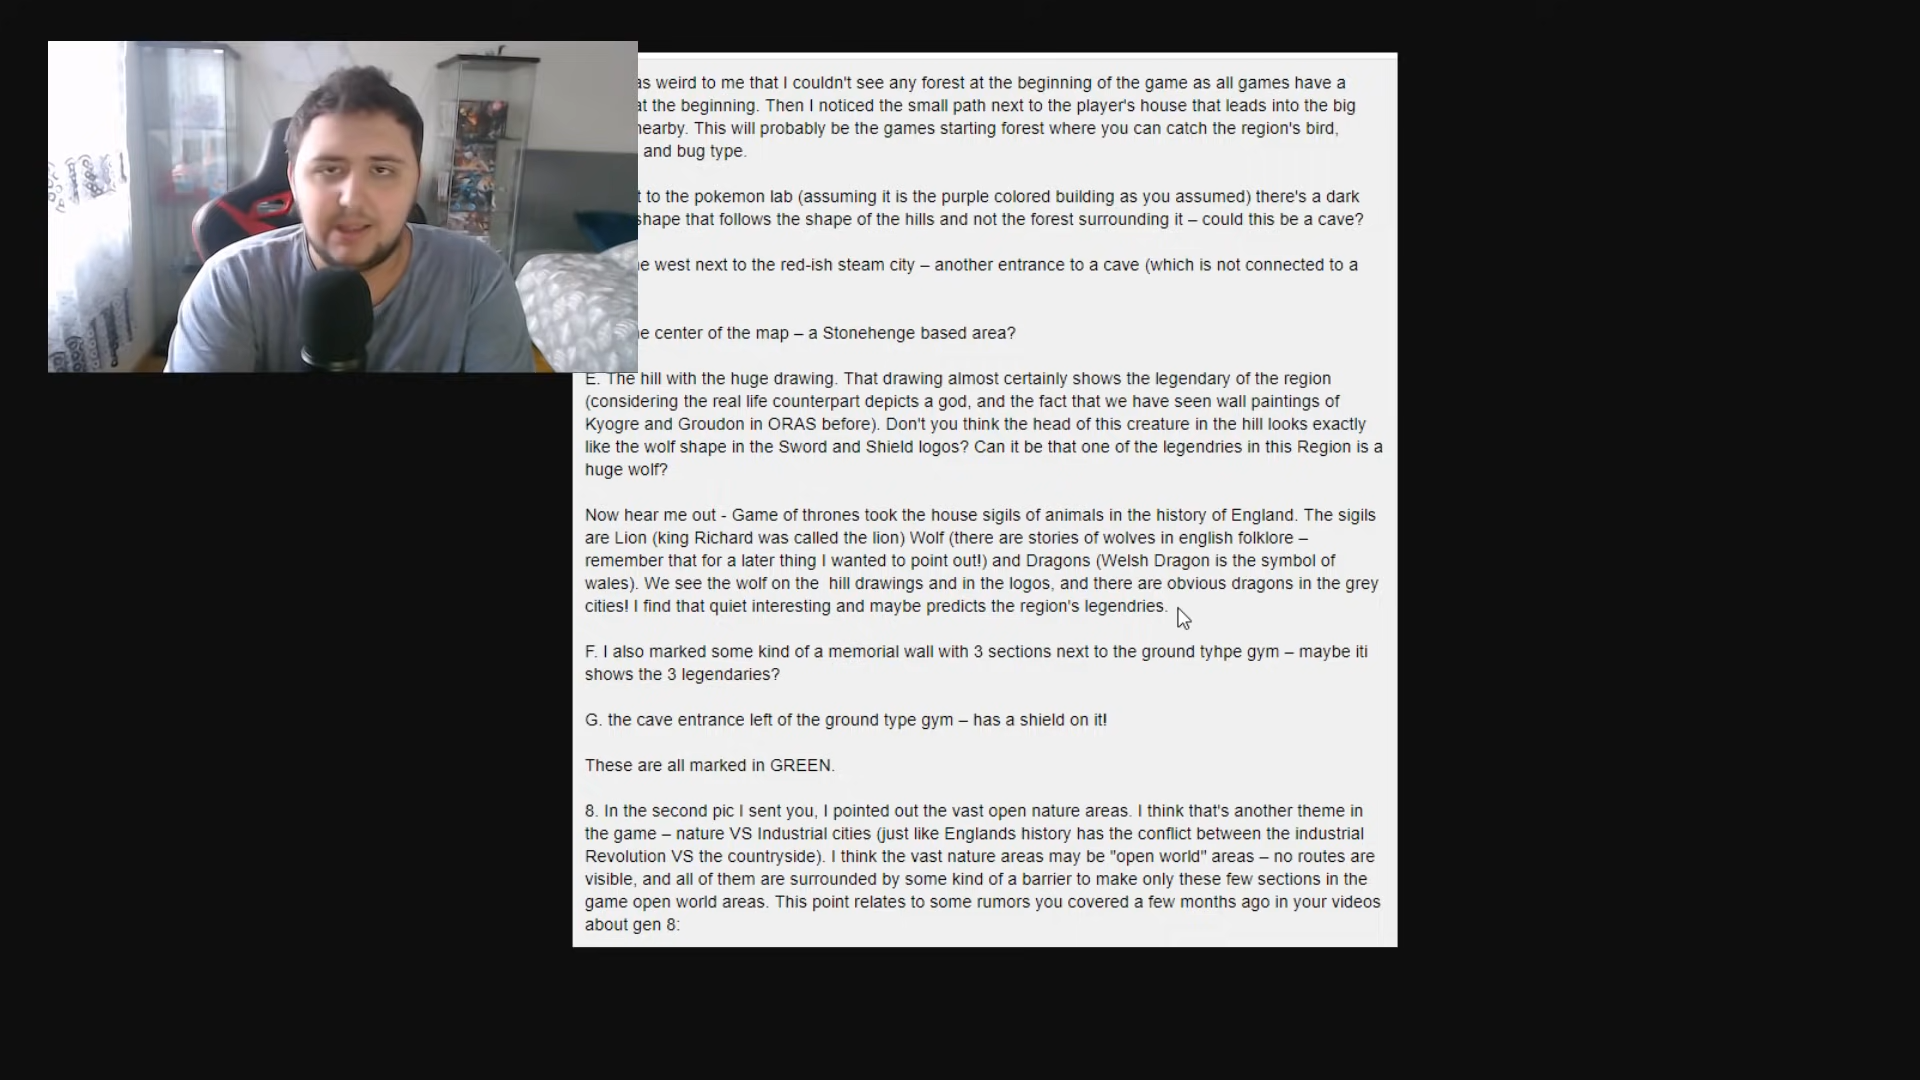 as weird to me that I couldn't see any forest at the beginning of the game as all games have a
at the beginning. Then I noticed the small path next to the player's house that leads into the big
nearby. This will probably be the games starting forest where you can catch the region's bird,
and bug type.
to the pokemon lab (assuming it is the purple colored building as you assumed) there's a dark
shape that follows the shape of the hills and not the forest surrounding it – could this be a cave?
e west next to the red-ish steam city – another entrance to a cave (which is not connected to a
e center of the map – a Stonehenge based area?
E. The hill with the huge drawing. That drawing almost certainly shows the legendary of the region
(considering the real life counterpart depicts a god, and the fact that we have seen wall paintings of
Kyogre and Groudon in ORAS before). Don't you think the head of this creature in the hill looks exactly
like the wolf shape in the Sword and Shield logos? Can it be that one of the legendries in this Region is a
huge wolf?
Now hear me out - Game of thrones took the house sigils of animals in the history of England. The sigils
are Lion (king Richard was called the lion) Wolf (there are stories of wolves in english folklore –
remember that for a later thing I wanted to point out!) and Dragons (Welsh Dragon is the symbol of
wales). We see the wolf on the  hill drawings and in the logos, and there are obvious dragons in the grey
cities! I find that quiet interesting and maybe predicts the region's legendries.
F. I also marked some kind of a memorial wall with 3 sections next to the ground tyhpe gym – maybe iti
shows the 3 legendaries?
G. the cave entrance left of the ground type gym – has a shield on it!
These are all marked in GREEN.
8. In the second pic I sent you, I pointed out the vast open nature areas. I think that's another theme in
the game – nature VS Industrial cities (just like Englands history has the conflict between the industrial
Revolution VS the countryside). I think the vast nature areas may be "open world" areas – no routes are
visible, and all of them are surrounded by some kind of a barrier to make only these few sections in the
game open world areas. This point relates to some rumors you covered a few months ago in your videos
about gen 8: